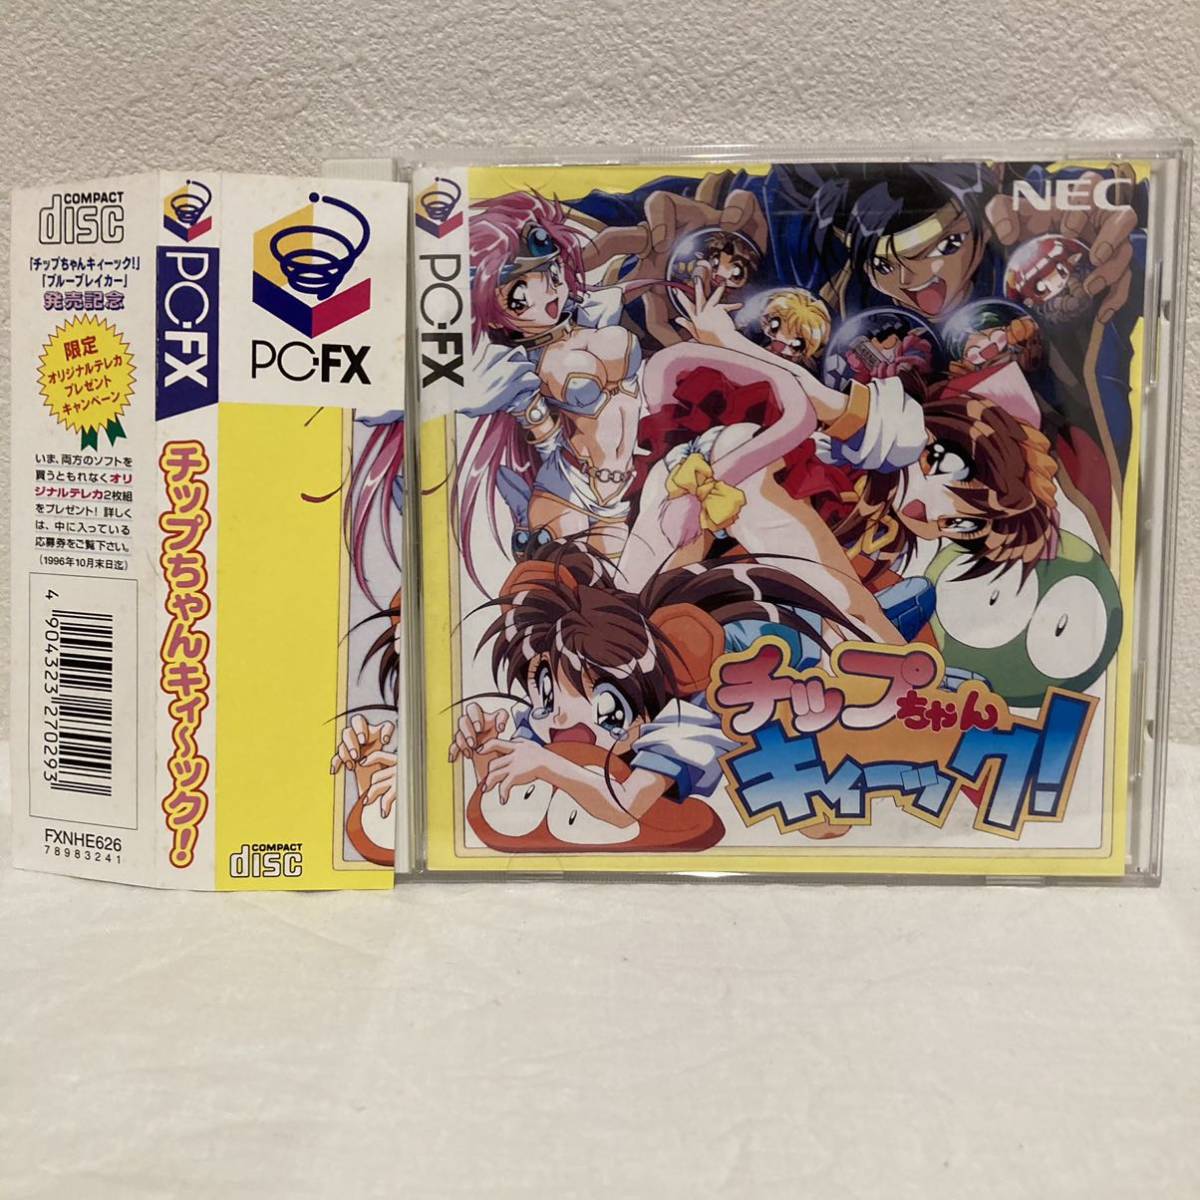 COMPACT
disc
「チップちゃんキィーック!」
「ブルーブレイカー」
発売記念
限定
オリジナルテレカ
プレゼント
キャンペーン
いま、両方のソフトを
買うともれなくオリ
ジナルテレカ2枚組
をプレゼント! 詳しく
は、中に入っている
応募券をご覧下さい。
(1996年10月末日迄)
4 904323 270293
FXNHE626
78983241
PC-FX
チップちゃんキィ〜ック!
PC-FX
COMPACT
disc
PC-FX
NEC
チップちゃん
キィーック!